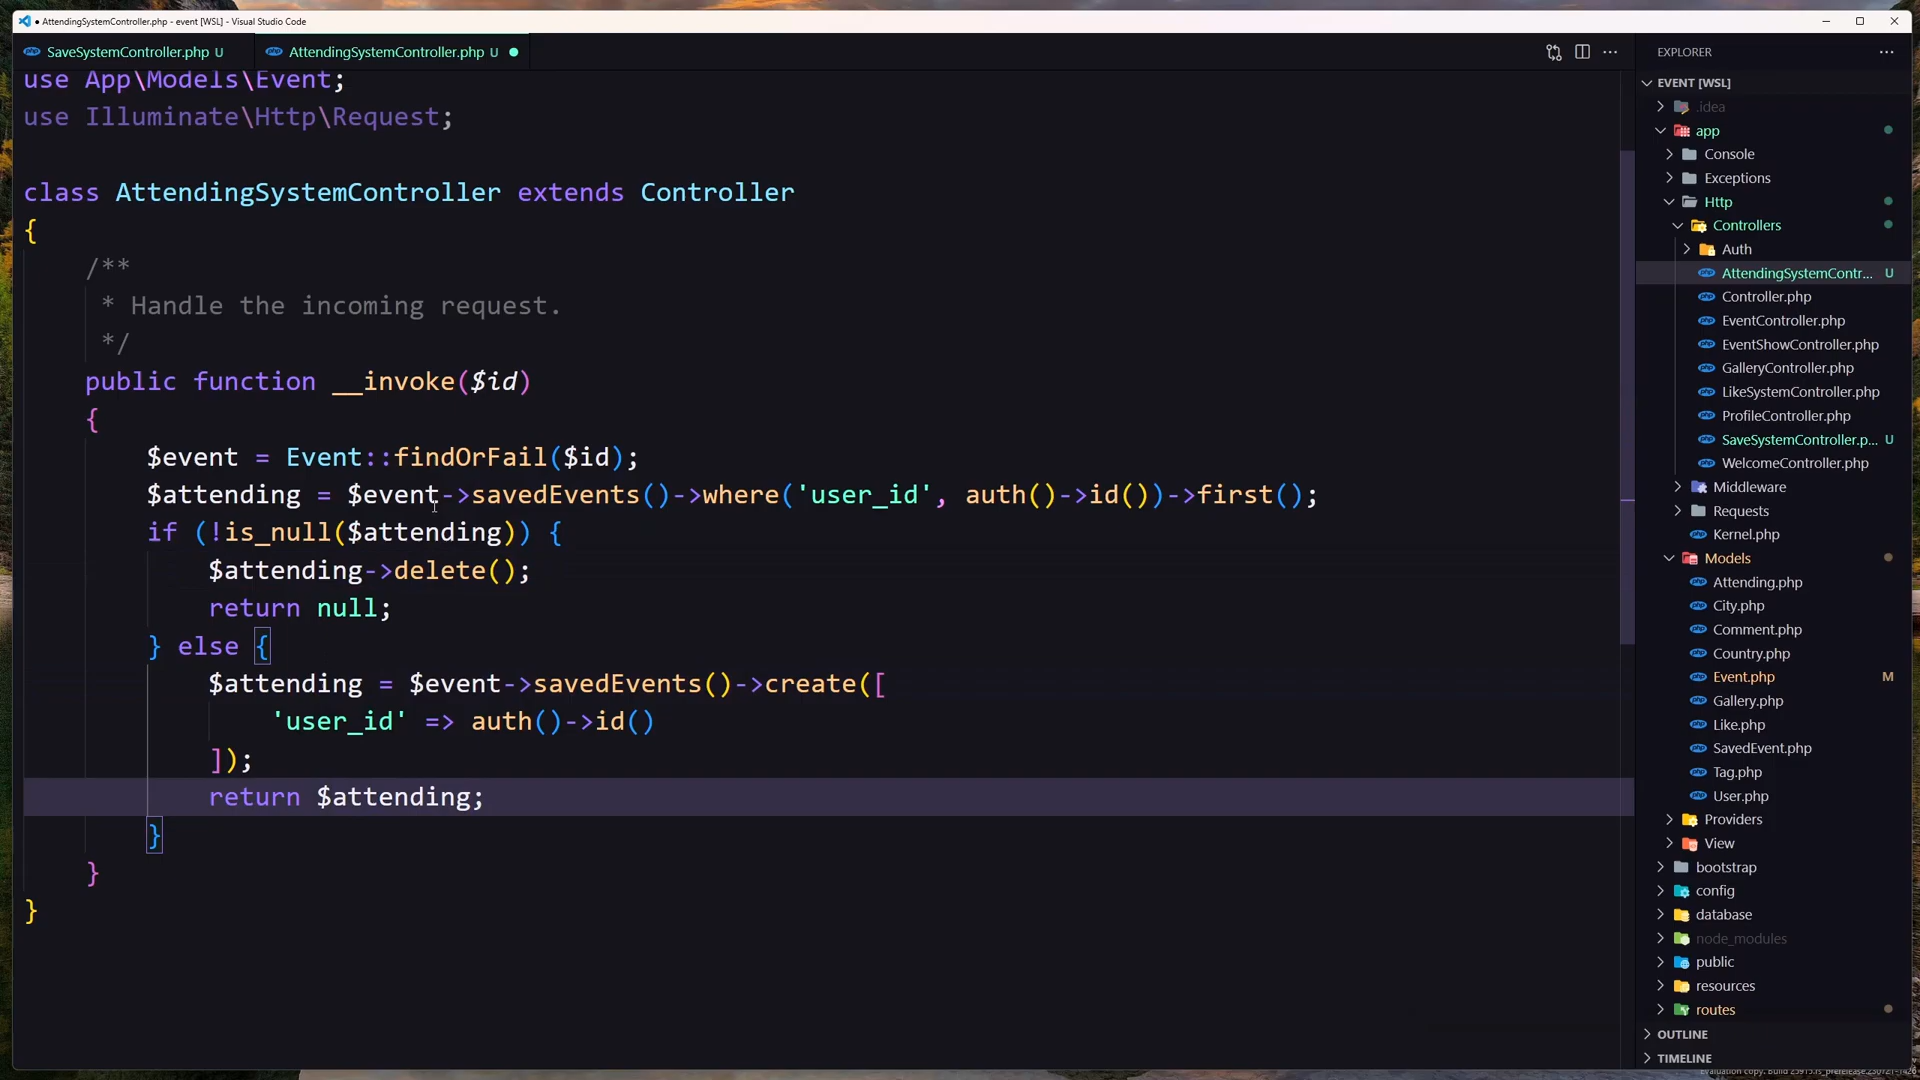 AttendingSystemController.php - event [WSL] - Visual Studio Code
SaveSystemController.php U
AttendingSystemController.php U
use App\Models\Event;
use Illuminate\Http\Request;
class AttendingSystemController extends Controller
{
/**
* Handle the incoming request.
*/
public function __invoke($id)
{
$event = Event::findOrFail($id);
$attending = $event->savedEvents()->where('user_id', auth()->id())->first();
if (!is_null($attending)) {
$attending->delete();
return null;
} else {
$attending = $event->savedEvents()->create([
'user_id' => auth()->id()
]);
return $attending;
}
}
}
EXPLORER
EVENT [WSL]
.idea
app
Console
Exceptions
Http
Controllers
Auth
AttendingSystemContr... U
Controller.php
EventController.php
EventShowController.php
GalleryController.php
LikeSystemController.php
ProfileController.php
SaveSystemController.p... U
WelcomeController.php
Middleware
Requests
Kernel.php
Models
Attending.php
City.php
Comment.php
Country.php
Event.php M
Gallery.php
Like.php
SavedEvent.php
Tag.php
User.php
Providers
View
bootstrap
config
database
node_modules
public
resources
routes
OUTLINE
TIMELINE